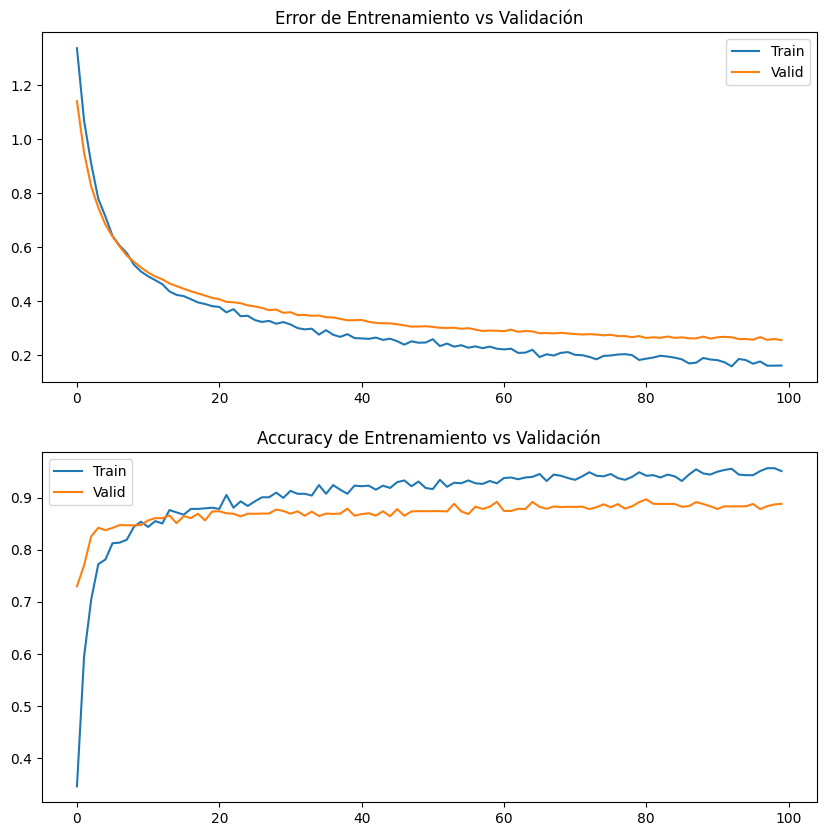 Error de Entrenamiento vs Validación
Train
Valid
1.2
1.0
0.8
0.6
0.4
0.2
0 20 40 60 80 100
Accuracy de Entrenamiento vs Validación
Train
Valid
0.9
0.8
0.7
0.6
0.5
0.4
0 20 40 60 80 100